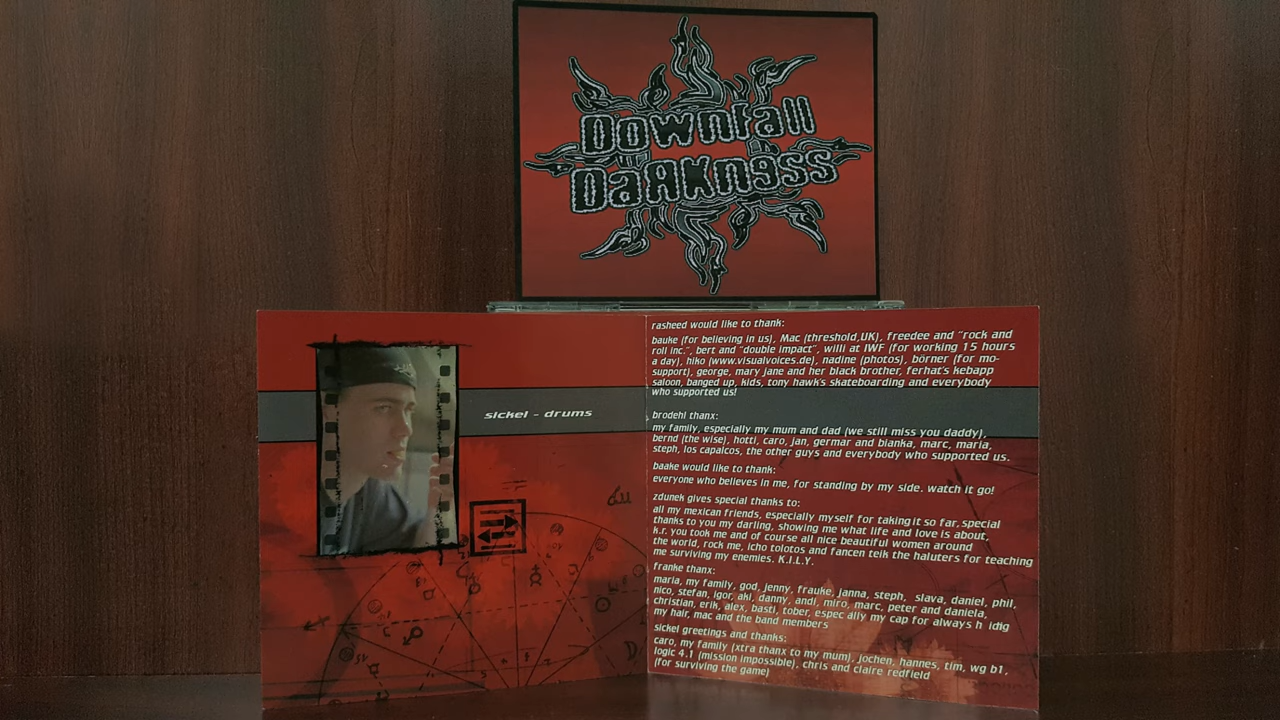 Downfall
DaЯKn9ss
sickel - drums
rasheed would like to thank:
bauke (for believing in us), Mac (threshold,UK), freedee and "rock and
roll inc.", bert and "double impact", willi at IWF (for working 15 hours
a day), hiko (www.visualvoices.de), nadine (photos), börner (for mo-
support), george, mary jane and her black brother, ferhat's kebapp
saloon, banged up, kids, tony hawk's skateboarding and everybody
who supported us!
brodehl thanx:
my family, especially my mum and dad (we still miss you daddy),
bernd (the wise), hotti, caro, jan, germar and bianka, marc, maria,
steph, los capalcos, the other guys and everybody who supported us.
baake would like to thank:
everyone who believes in me, for standing by my side. watch it go!
zdunek gives special thanks to:
all my mexican friends, especially myself for taking it so far, special
thanks to you my darling, showing me what life and love is about,
k.r. you took me and of course all nice beautiful women around
the world, rock me, icho tolotos and fancen teik the haluters for teaching
me surviving my enemies. K.I.L.Y.
franke thanx:
maria, my family, god, jenny, frauke, janna, steph, slava, daniel, phil,
nico, stefan, igor, aki, danny, andi, miro, marc, peter and daniela,
christian, erik, alex, basti, tober, espec ally my cap for always h idig
my hair, mac and the band members
sickel greetings and thanks:
caro, my family (xtra thanx to my mum), jochen, hannes, tim, wg b1,
logic 4.1 (mission impossible), chris and claire redfield
(for surviving the game)